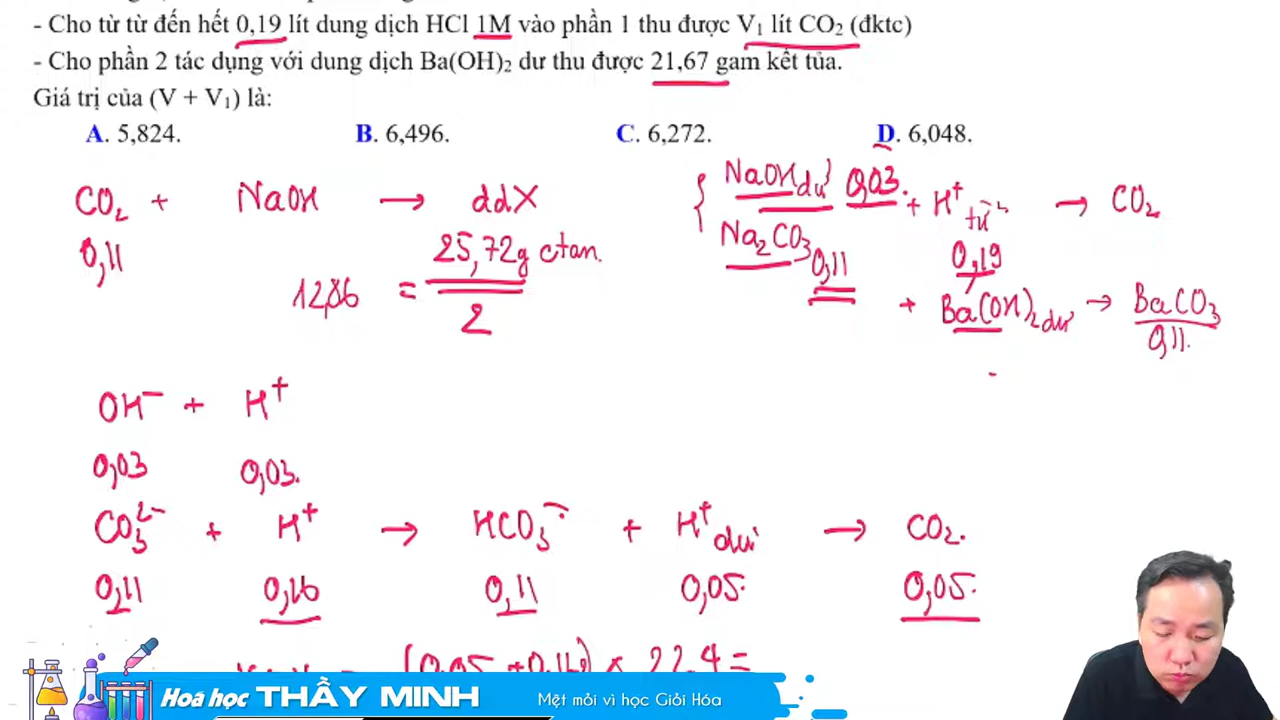 - Cho từ từ đến hết 0,19 lít dung dịch HCl 1M vào phần 1 thu được V₁ lít CO₂ (đktc)
- Cho phần 2 tác dụng với dung dịch Ba(OH)₂ dư thu được 21,67 gam kết tủa.
Giá trị của (V + V₁) là:
A. 5,824. B. 6,496. C. 6,272. D. 6,048.
CO₂ + NaOH → ddX
0,11
25,72g ctan.
12,86 = 2
{ NaOH dư 0,03. + H⁺ từ² → CO₂
Na₂CO₃ 0,11 0,19
+ Ba(OH)₂ dư → BaCO₃
0,11.
OH⁻ + H⁺
0,03 0,03.
CO₃²⁻ + H⁺ → HCO₃⁻ + H⁺ dư → CO₂.
0,11 0,16 0,11 0,05. 0,05.
22,4 =
Hoá học THẦY MINH
Mệt mỏi vì học Giỏi Hóa